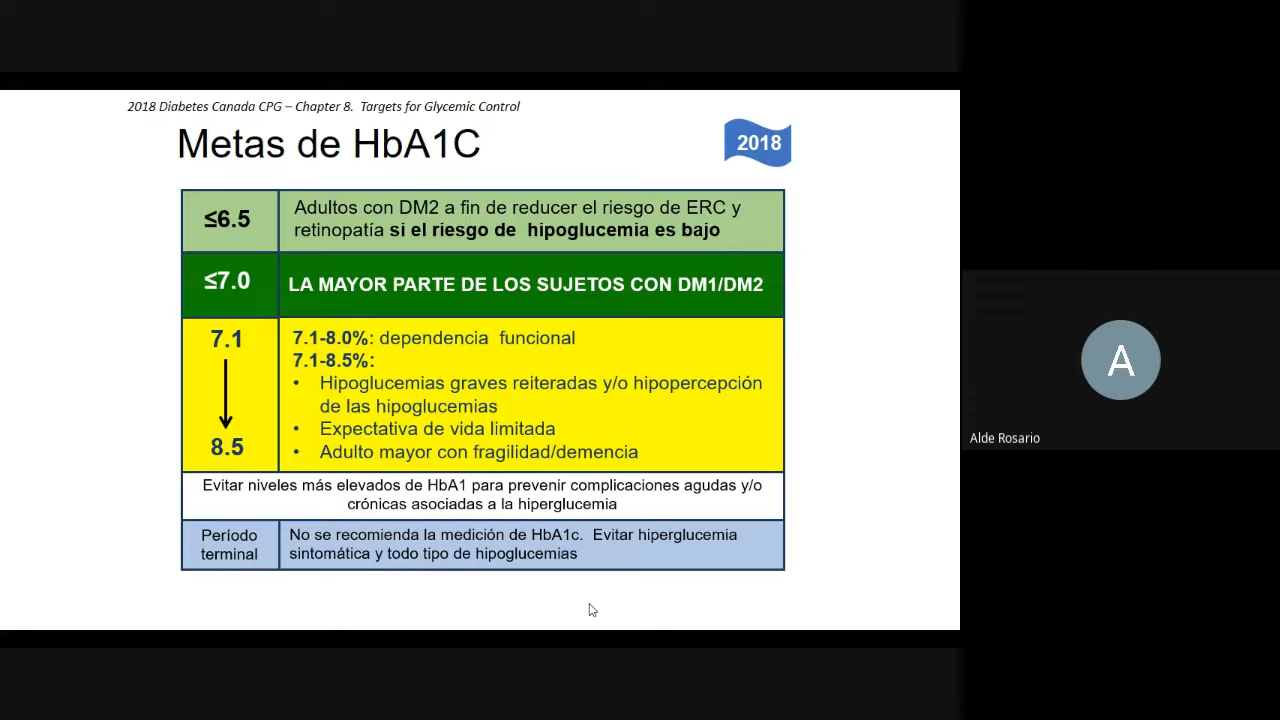 2018 Diabetes Canada CPG – Chapter 8.  Targets for Glycemic Control
Metas de HbA1C
2018
≤6.5
Adultos con DM2 a fin de reducer el riesgo de ERC y
retinopatía si el riesgo de  hipoglucemia es bajo
≤7.0
LA MAYOR PARTE DE LOS SUJETOS CON DM1/DM2
7.1
8.5
7.1-8.0%: dependencia  funcional
7.1-8.5%:
• Hipoglucemias graves reiteradas y/o hipopercepción
de las hipoglucemias
• Expectativa de vida limitada
• Adulto mayor con fragilidad/demencia
Evitar niveles más elevados de HbA1 para prevenir complicaciones agudas y/o
crónicas asociadas a la hiperglucemia
Período
terminal
No se recomienda la medición de HbA1c.  Evitar hiperglucemia
sintomática y todo tipo de hipoglucemias
A
Alde Rosario